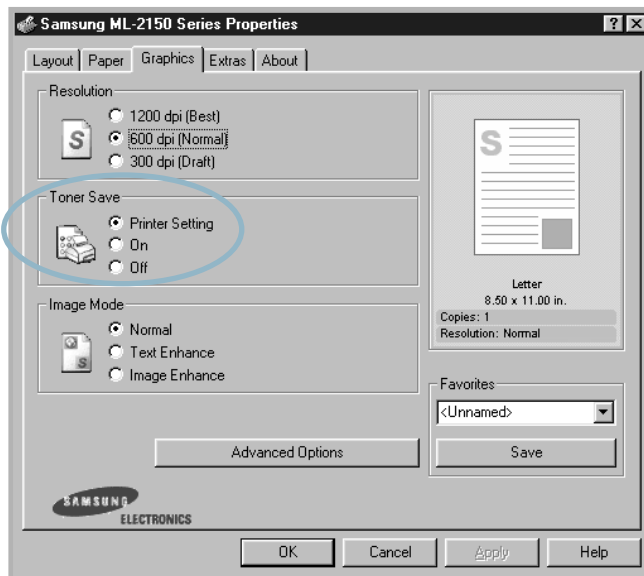 Samsung ML-2150 Series Properties
Layout
Paper
Graphics
Extras
About
Resolution
1200 dpi (Best)
600 dpi (Normal)
300 dpi (Draft)
Toner Save
Printer Setting
On
Off
Image Mode
Normal
Text Enhance
Image Enhance
Advanced Options
S
S
S
Letter
8.50 x 11.00 in.
Copies: 1
Resolution: Normal
Favorites
<Unnamed>
Save
SAMSUNG
ELECTRONICS
OK
Cancel
Apply
Help